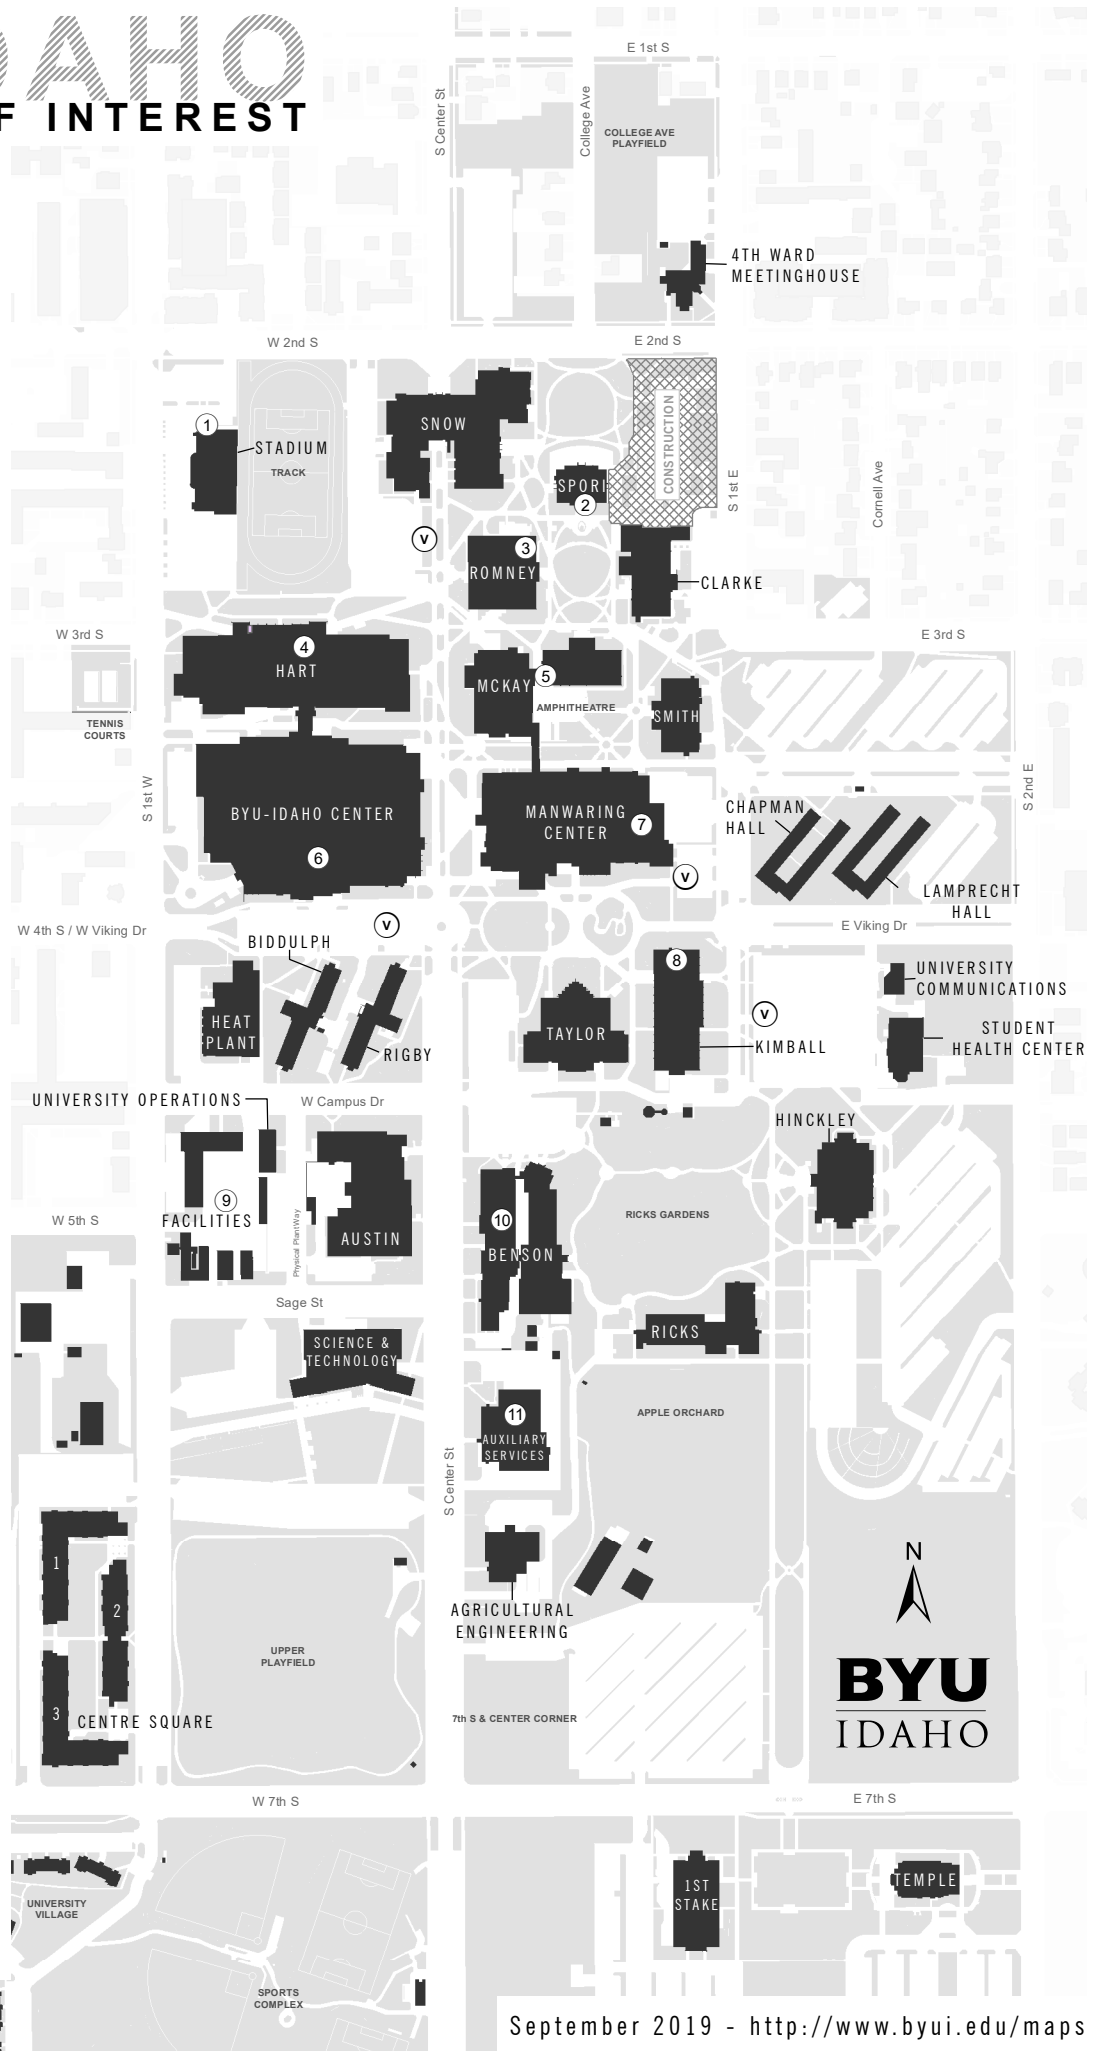 DAHO
F INTEREST
E 1st S
S Center St
College Ave
COLLEGE AVE
PLAYFIELD
4TH WARD
MEETINGHOUSE
W 2nd S
E 2nd S
1
STADIUM
TRACK
SNOW
SPORI
2
CONSTRUCTION
S 1st E
Cornell Ave
V
3
ROMNEY
CLARKE
W 3rd S
E 3rd S
TENNIS
COURTS
4
HART
MCKAY
5
AMPHITHEATRE
SMITH
S 1st W
S 2nd E
BYU-IDAHO CENTER
6
MANWARING
CENTER
7
CHAPMAN
HALL
V
LAMPRECHT
HALL
W 4th S / W Viking Dr
V
E Viking Dr
BIDDULPH
HEAT
PLANT
RIGBY
TAYLOR
8
V
KIMBALL
UNIVERSITY
COMMUNICATIONS
STUDENT
HEALTH CENTER
UNIVERSITY OPERATIONS
W Campus Dr
HINCKLEY
9
FACILITIES
W 5th S
Physical Plant Way
AUSTIN
10
BENSON
RICKS GARDENS
Sage St
SCIENCE &
TECHNOLOGY
RICKS
11
AUXILIARY
SERVICES
APPLE ORCHARD
S Center St
1
2
3
CENTRE SQUARE
UPPER
PLAYFIELD
AGRICULTURAL
ENGINEERING
7th S & CENTER CORNER
N
BYU
IDAHO
W 7th S
E 7th S
UNIVERSITY
VILLAGE
SPORTS
COMPLEX
1ST
STAKE
TEMPLE
September 2019 - http://www.byui.edu/maps